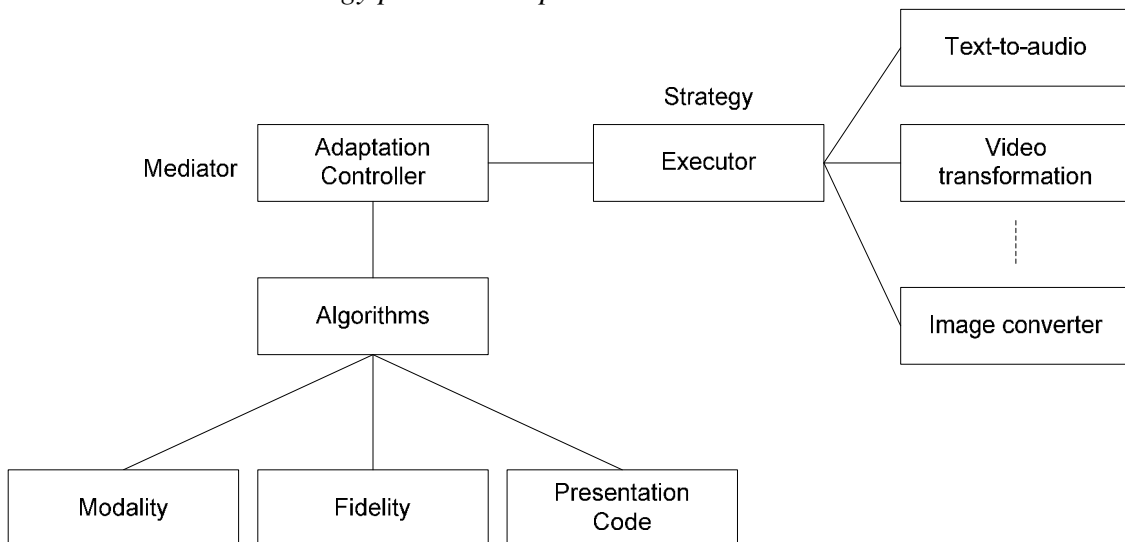 Text-to-audio
Strategy
Mediator
Adaptation
Controller
Executor
Video
transformation
Algorithms
Image converter
Modality
Fidelity
Presentation
Code